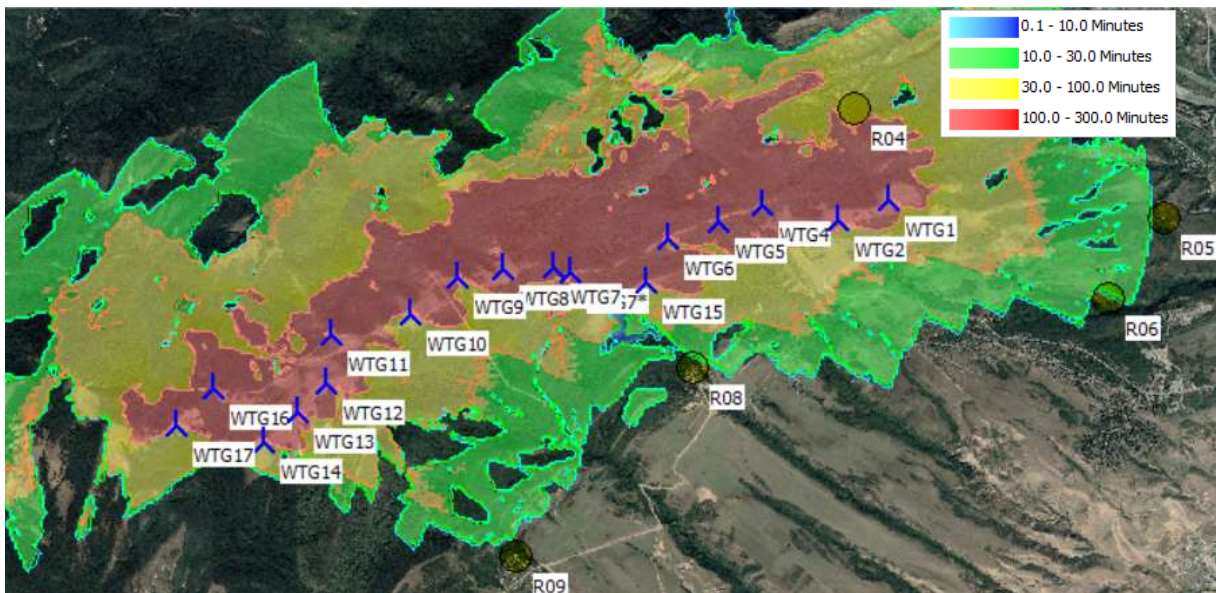 0.1 - 10.0 Minutes
10.0 - 30.0 Minutes
30.0 - 100.0 Minutes
100.0 - 300.0 Minutes
R04
R05
WTG1
WTG4
WTG2
WTG5
WTG6
WTG7
WTG8
G7*
WTG9
WTG15
R06
WTG10
WTG11
R08
WTG12
WTG16
WTG13
WTG17
WTG14
R09